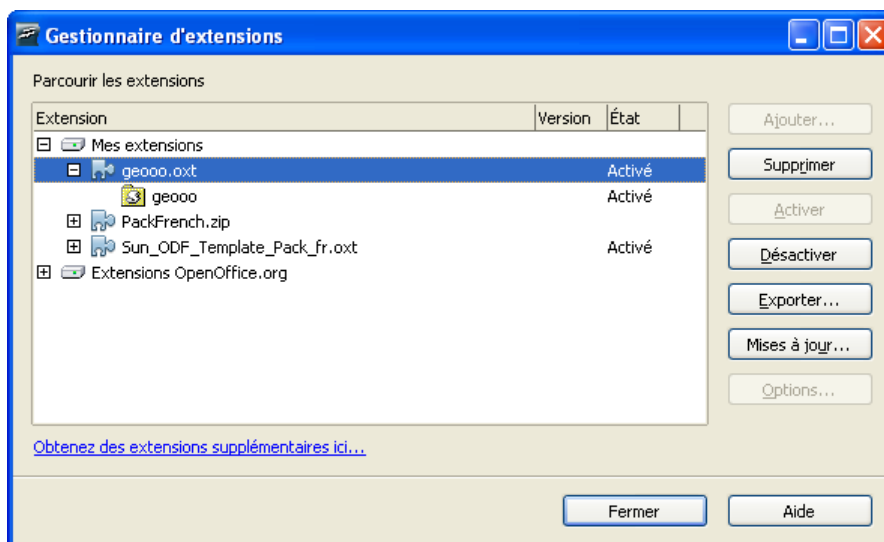 Gestionnaire d'extensions
Parcourir les extensions
Extension Version État
Mes extensions
geooo.oxt Activé
geooo Activé
PackFrench.zip
Sun_ODF_Template_Pack_fr.oxt Activé
Extensions OpenOffice.org
Ajouter...
Supprimer
Activer
Désactiver
Exporter...
Mises à jour...
Options...
Obtenez des extensions supplémentaires ici...
Fermer Aide